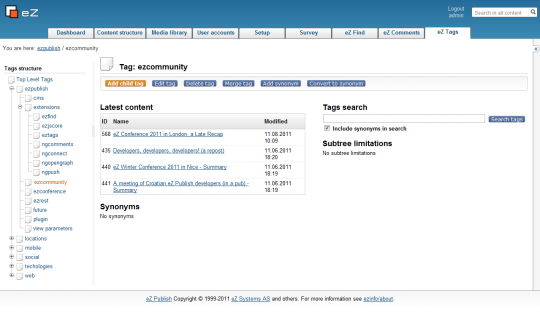 eZ
Logout
admin
Search in all content
Dashboard
Content structure
Media library
User accounts
Setup
Survey
eZ Find
eZ Comments
eZ Tags
You are here: ezpublish / ezcommunity
Tags structure
Top Level Tags
ezpublish
cms
extensions
ezfind
ezjscore
eztags
ngcomments
ngconnect
ngopengraph
ngpush
ezcommunity
ezconference
ezrest
future
plugin
view parameters
locations
mobile
social
techologies
web
Tag: ezcommunity
Add child tag
Edit tag
Delete tag
Merge tag
Add synonym
Convert to synonym
Latest content
ID Name Modified
568 eZ Conference 2011 in London, a Late Recap 11.08.2011
10:09
435 Developers, developers, developers! (a repost) 11.06.2011
18:20
440 eZ Winter Conference 2011 in Nice - Summary 11.06.2011
18:19
441 A meeting of Croatian eZ Publish developers (in a pub) - 11.06.2011
Summary 18:19
Synonyms
No synonyms
Tags search
Search tags
Include synonyms in search
Subtree limitations
No subtree limitations
eZ Publish Copyright © 1999-2011 eZ Systems AS and others. For more information see ezinfo/about.